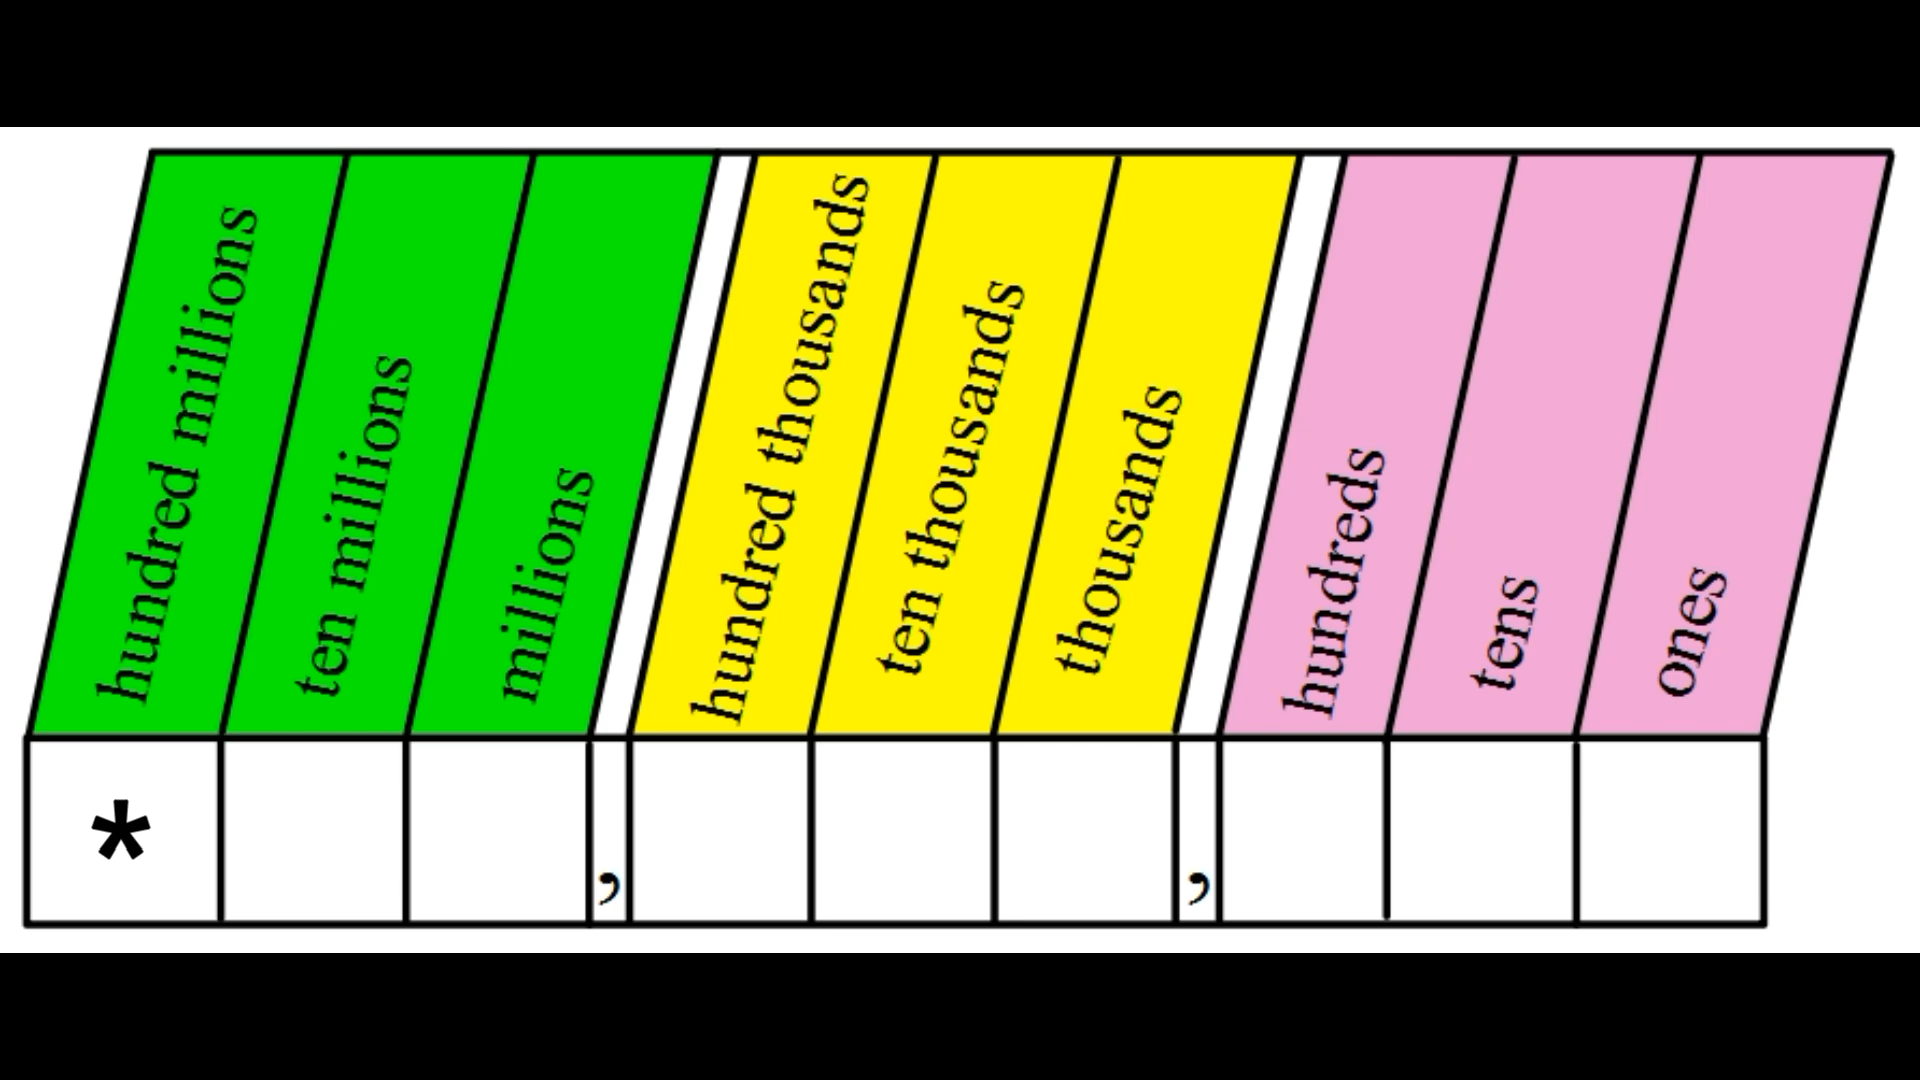 hundred millions
ten millions
millions
hundred thousands
ten thousands
thousands
hundreds
tens
ones
* , ,